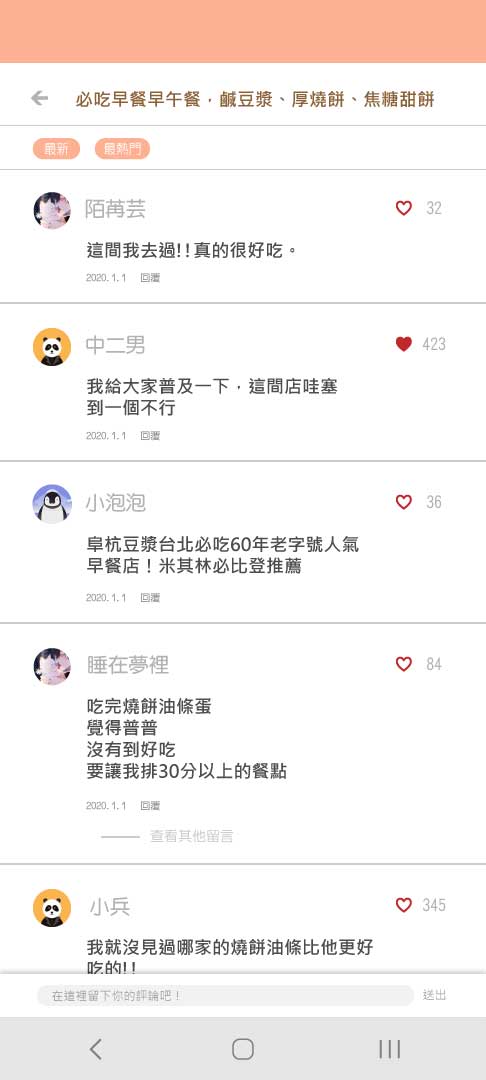 必吃早餐早午餐，鹹豆漿、厚燒餅、焦糖甜餅
最新 最熱門
陌苒芸 32
這間我去過!!真的很好吃。
2020.1.1 回覆
中二男 423
我給大家普及一下，這間店哇塞
到一個不行
2020.1.1 回覆
小泡泡 36
阜杭豆漿台北必吃60年老字號人氣
早餐店！米其林必比登推薦
2020.1.1 回覆
睡在夢裡 84
吃完燒餅油條蛋
覺得普普
沒有到好吃
要讓我排30分以上的餐點
2020.1.1 回覆
查看其他留言
小兵 345
我就沒見過哪家的燒餅油條比他更好
吃的!!
在這裡留下你的評論吧！ 送出